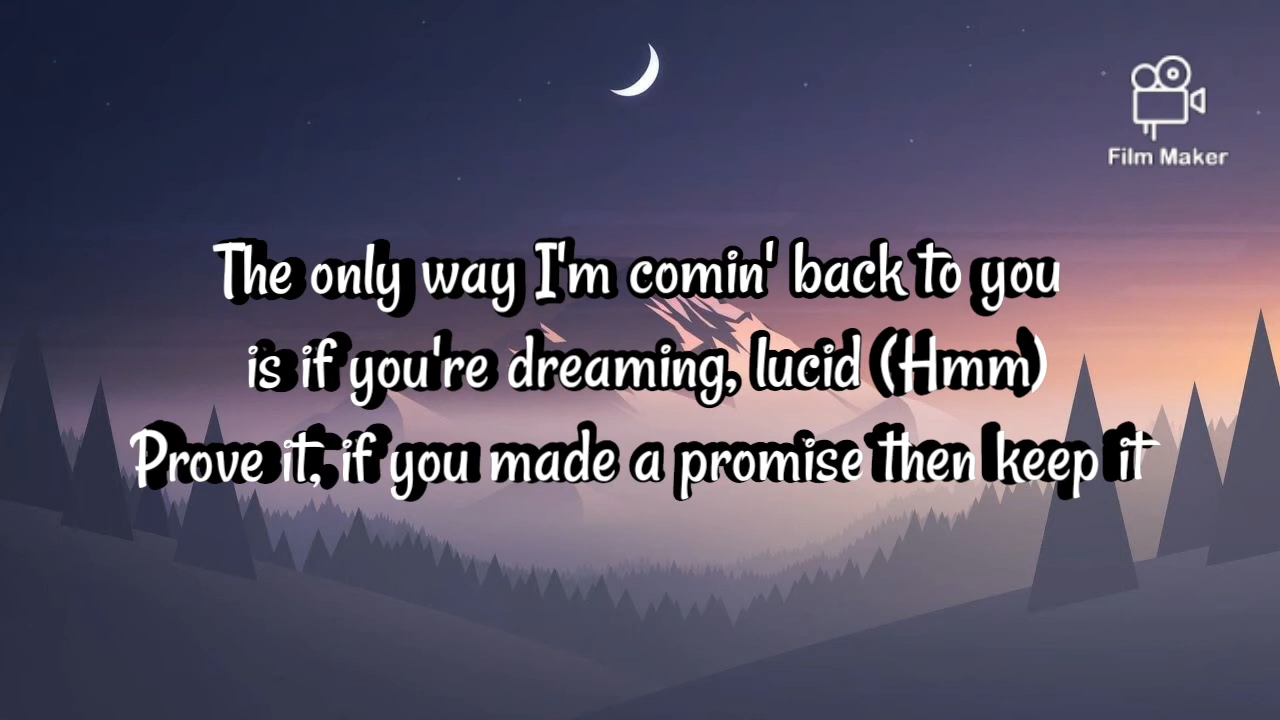 Film Maker
The only way I'm comin' back to you
is if you're dreaming, lucid (Hmm)
Prove it, if you made a promise then keep it